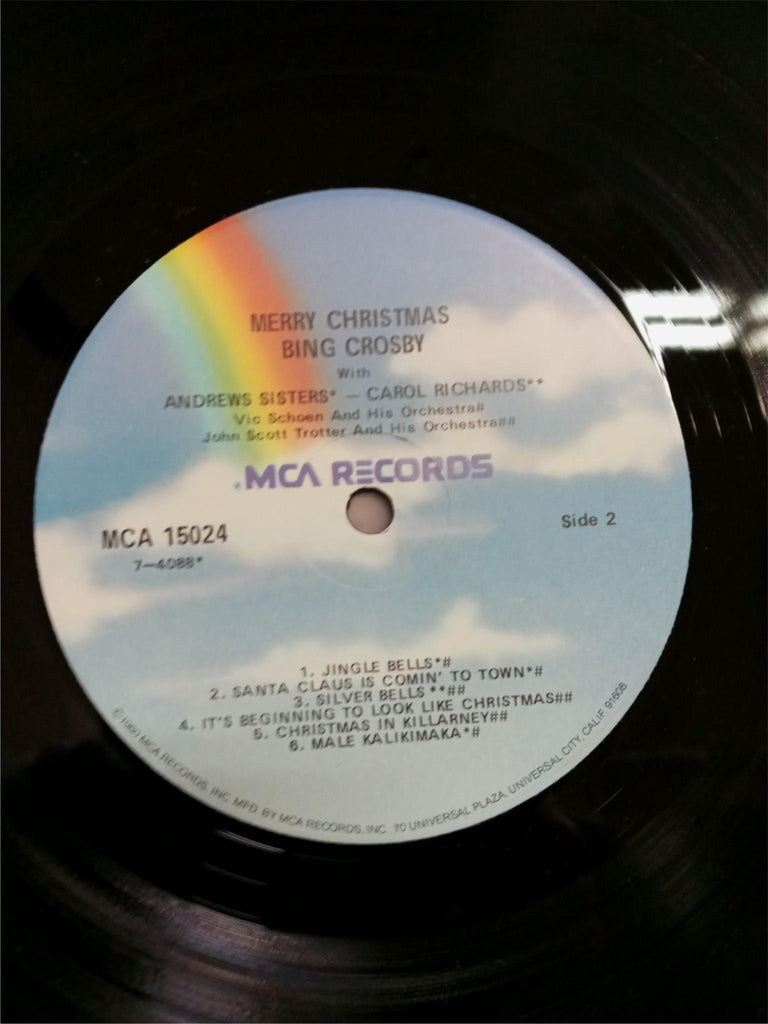 MERRY CHRISTMAS
BING CROSBY
With
ANDREWS SISTERS* — CAROL RICHARDS**
Vic Schoen And His Orchestra#
John Scott Trotter And His Orchestra##
MCA RECORDS
MCA 15024
7—4088*
Side 2
1. JINGLE BELLS*#
2. SANTA CLAUS IS COMIN' TO TOWN*#
3. SILVER BELLS **##
4. IT'S BEGINNING TO LOOK LIKE CHRISTMAS##
5. CHRISTMAS IN KILLARNEY##
6. MALE KALIKIMAKA*#
MCA RECORDS, INC. MFD. BY MCA RECORDS, INC. 70 UNIVERSAL PLAZA, UNIVERSAL CITY, CALIF. 91608